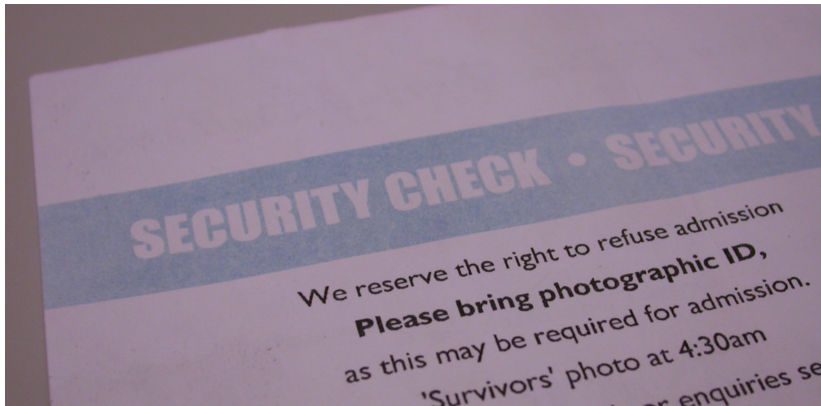 SECURITY CHECK • SECURITY
We reserve the right to refuse admission
Please bring photographic ID,
as this may be required for admission.
'Survivors' photo at 4:30am
enquiries